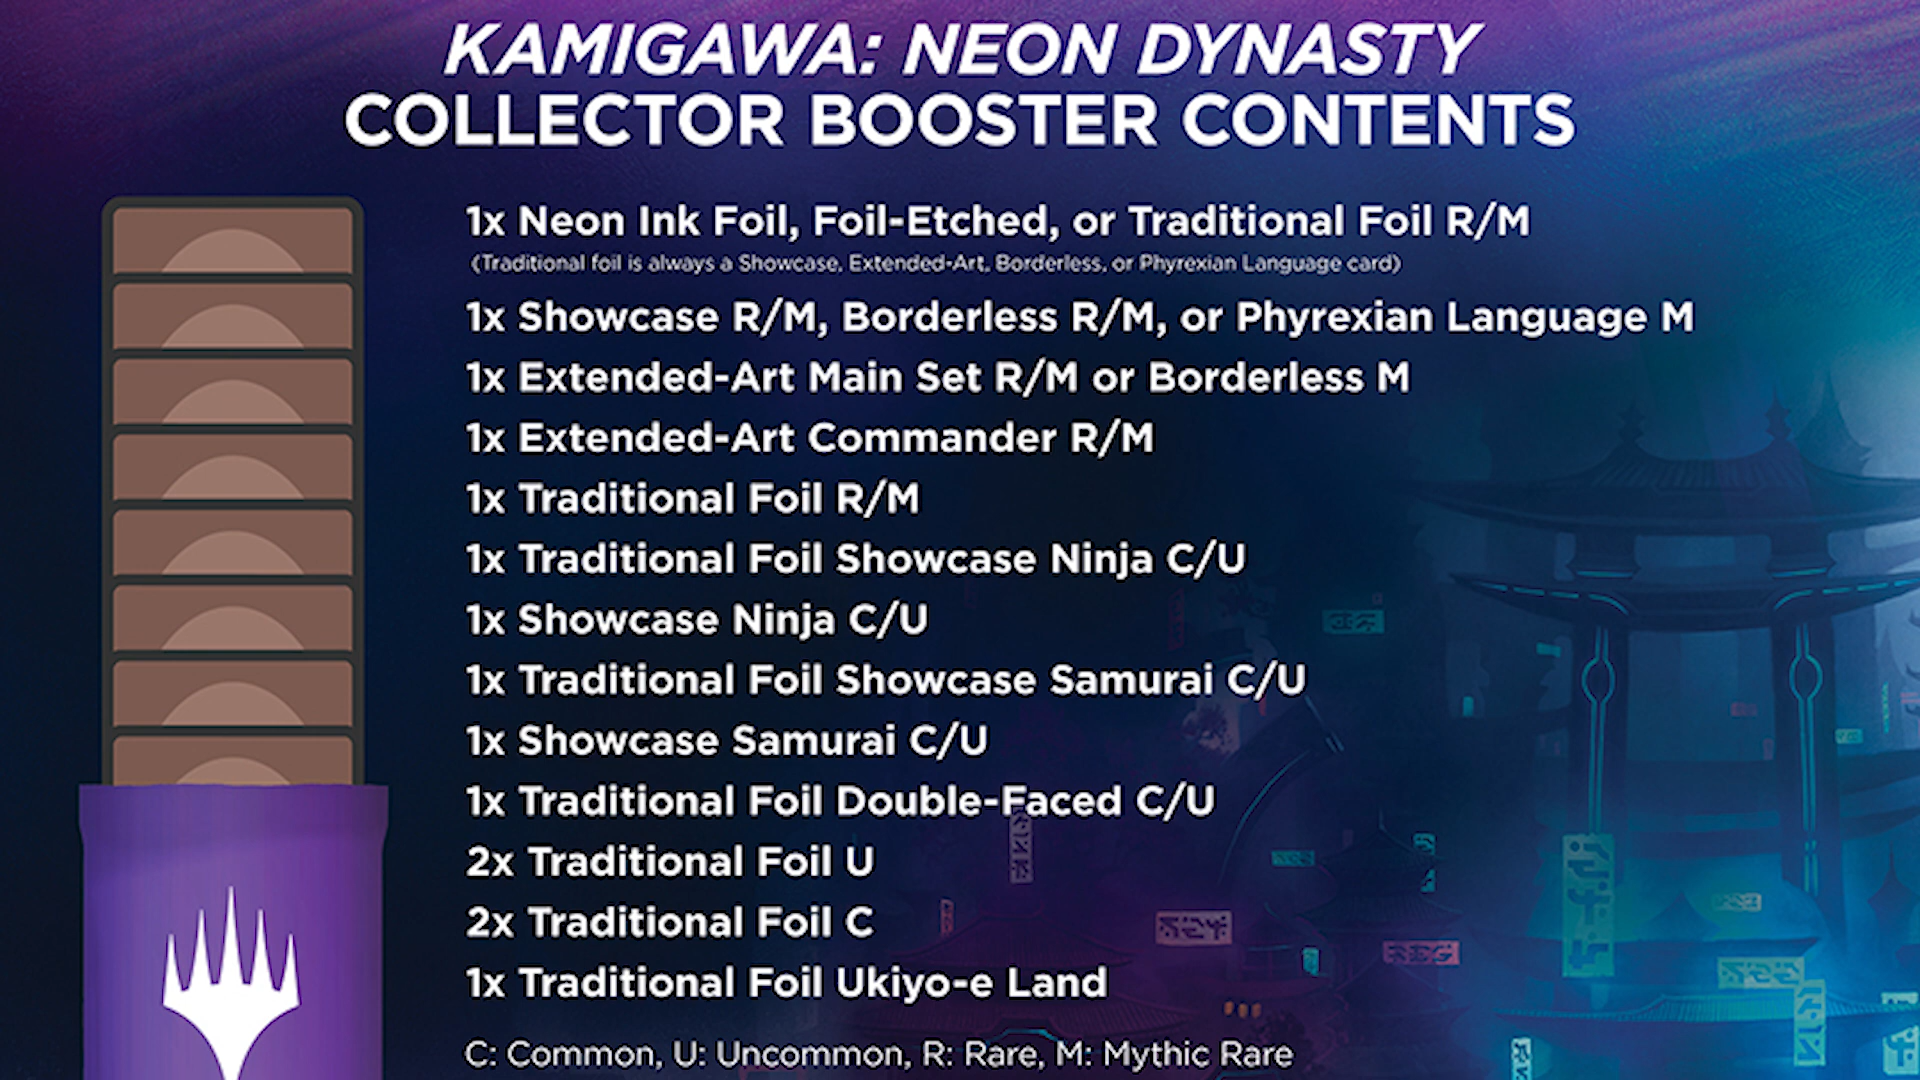 KAMIGAWA: NEON DYNASTY
COLLECTOR BOOSTER CONTENTS
1x Neon Ink Foil, Foil-Etched, or Traditional Foil R/M
(Traditional foil is always a Showcase, Extended-Art, Borderless, or Phyrexian Language card)
1x Showcase R/M, Borderless R/M, or Phyrexian Language M
1x Extended-Art Main Set R/M or Borderless M
1x Extended-Art Commander R/M
1x Traditional Foil R/M
1x Traditional Foil Showcase Ninja C/U
1x Showcase Ninja C/U
1x Traditional Foil Showcase Samurai C/U
1x Showcase Samurai C/U
1x Traditional Foil Double-Faced C/U
2x Traditional Foil U
2x Traditional Foil C
1x Traditional Foil Ukiyo-e Land
C: Common, U: Uncommon, R: Rare, M: Mythic Rare